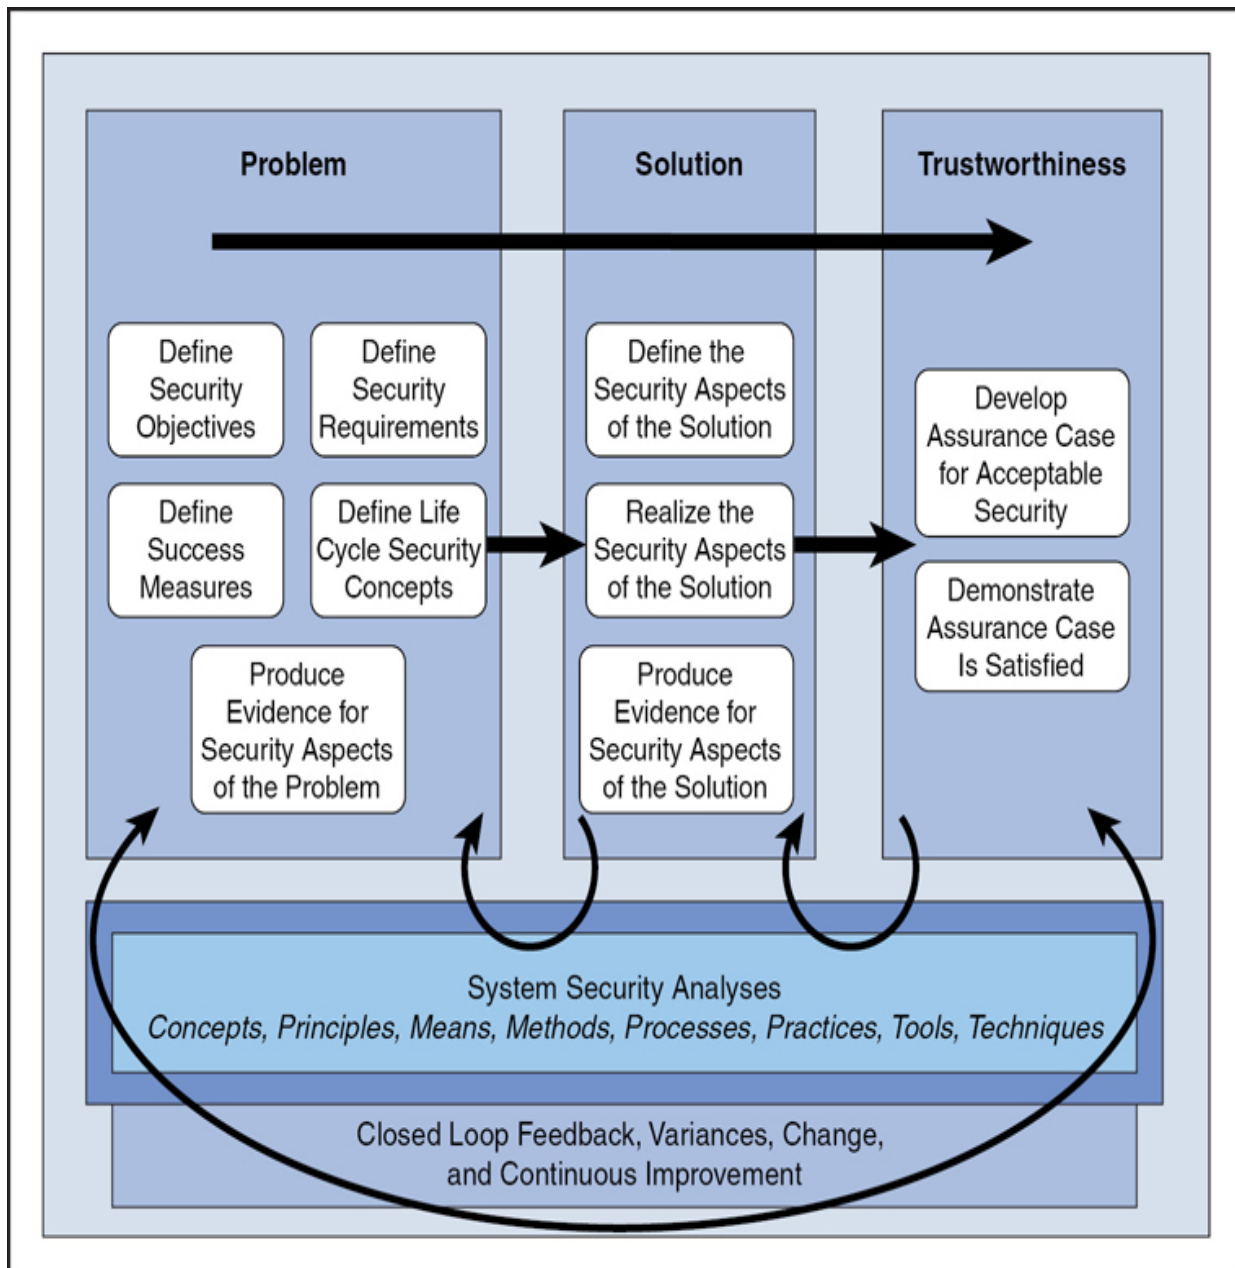 Problem
Define
Security
Objectives
Define
Security
Requirements
Define
Success
Measures
Define Life
Cycle Security
Concepts
Produce
Evidence for
Security Aspects
of the Problem
Solution
Define the
Security Aspects
of the Solution
Realize the
Security Aspects
of the Solution
Produce
Evidence for
Security Aspects
of the Solution
Trustworthiness
Develop
Assurance Case
for Acceptable
Security
Demonstrate
Assurance Case
Is Satisfied
System Security Analyses
Concepts, Principles, Means, Methods, Processes, Practices, Tools, Techniques
Closed Loop Feedback, Variances, Change,
and Continuous Improvement